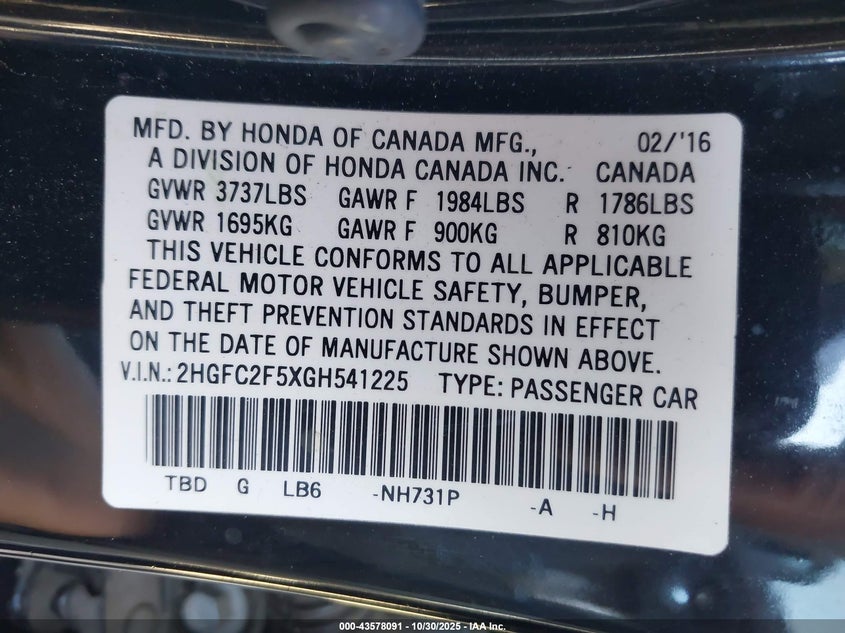 MFD. BY HONDA OF CANADA MFG., 02/'16
A DIVISION OF HONDA CANADA INC. CANADA
GVWR 3737LBS GAWR F 1984LBS R 1786LBS
GVWR 1695KG GAWR F 900KG R 810KG
THIS VEHICLE CONFORMS TO ALL APPLICABLE
FEDERAL MOTOR VEHICLE SAFETY, BUMPER,
AND THEFT PREVENTION STANDARDS IN EFFECT
ON THE DATE OF MANUFACTURE SHOWN ABOVE.
V.I.N.: 2HGFC2F5XGH541225 TYPE: PASSENGER CAR
TBD G LB6 -NH731P -A -H
000-43578091 - 10/30/2025 - IAA Inc.